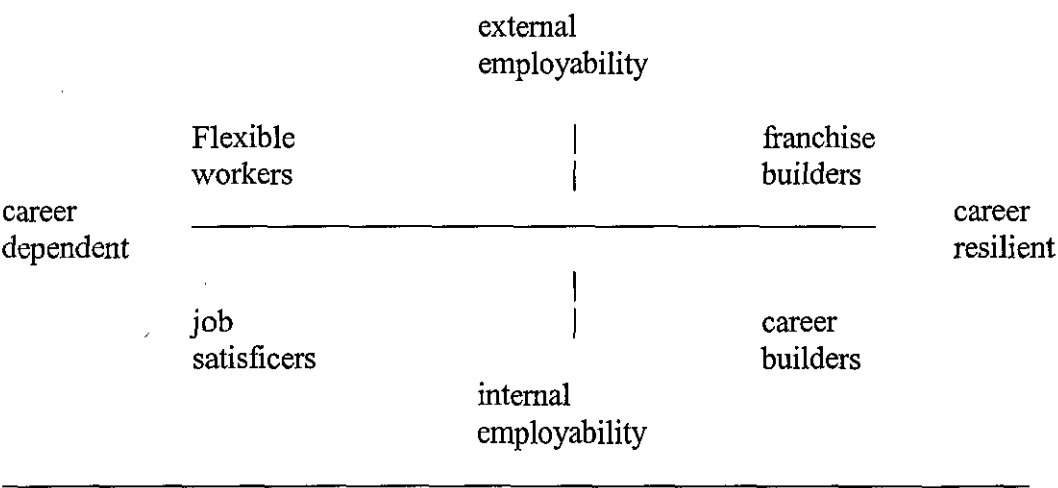 external
employability
Flexible
workers
franchise
builders
career
dependent
career
resilient
job
satisficers
career
builders
internal
employability